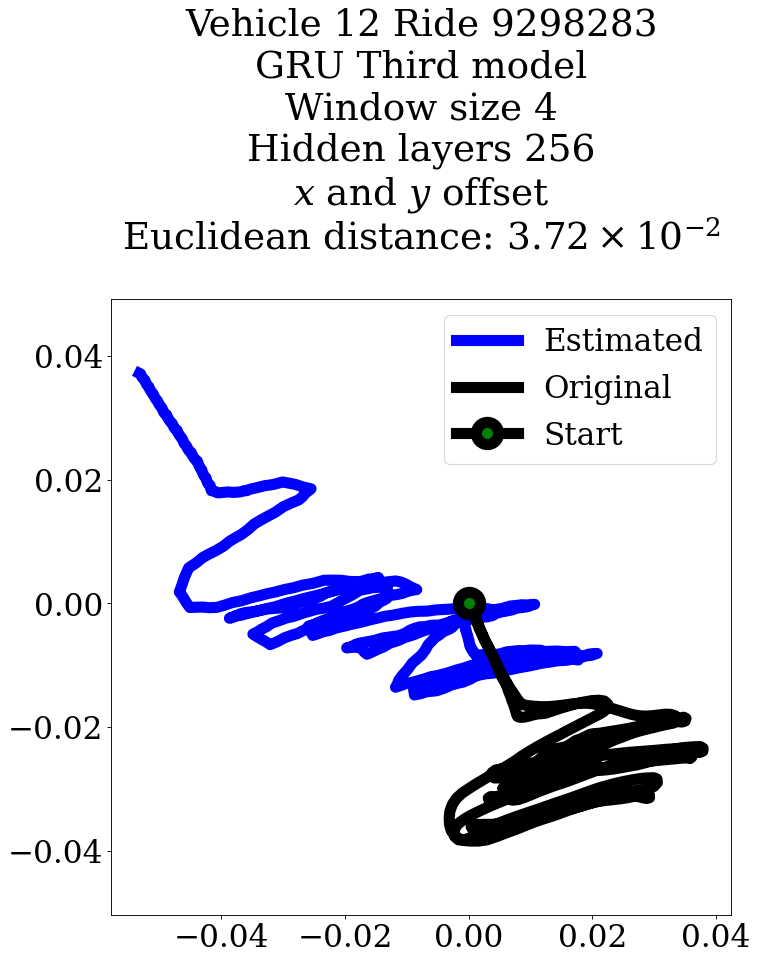 Vehicle 12 Ride 9298283
GRU Third model
Window size 4
Hidden layers 256
x and y offset
Euclidean distance: 3.72 × 10⁻²
Estimated
Original
Start
0.04
0.02
0.00
−0.02
−0.04
−0.04 −0.02 0.00 0.02 0.04